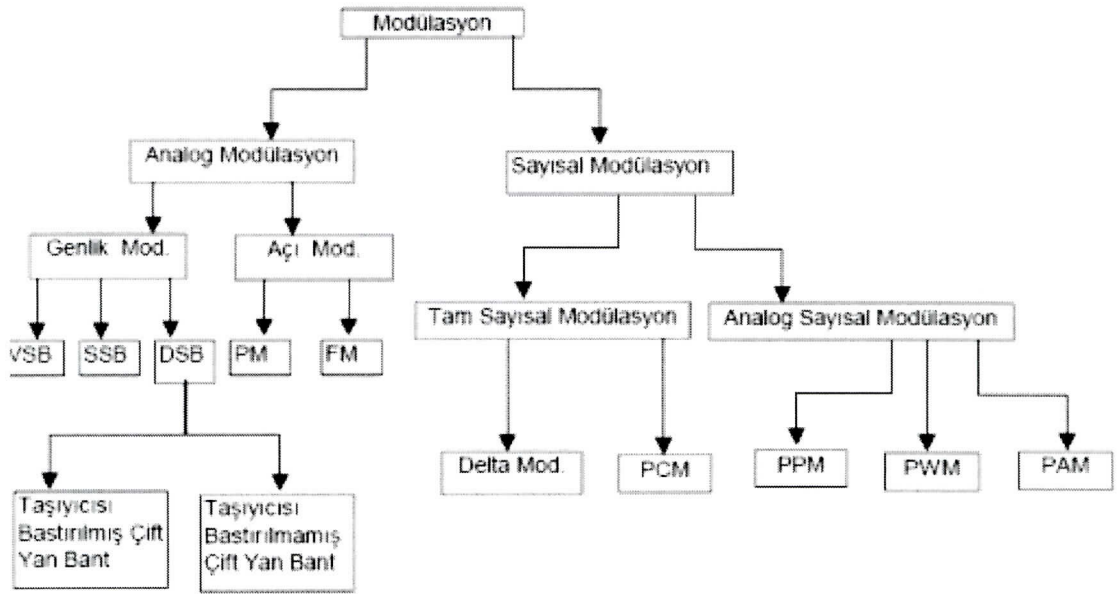 Modülasyon
Analog Modülasyon
Sayısal Modülasyon
Genlik Mod.
Açı Mod.
Tam Sayısal Modülasyon
Analog Sayısal Modülasyon
VSB
SSB
DSB
PM
FM
Delta Mod.
PCM
PPM
PWM
PAM
Taşıyıcısı
Bastırılmış Çift
Yan Bant
Taşıyıcısı
Bastırılmamış
Çift Yan Bant